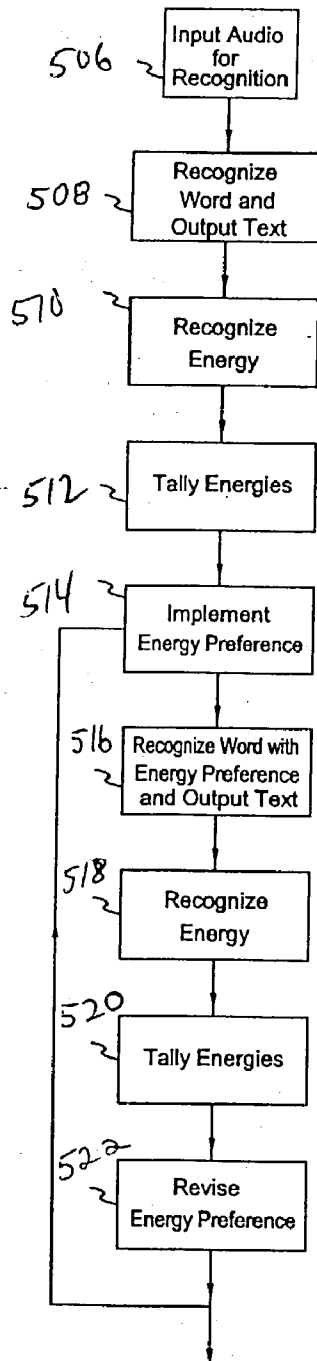 506
Input Audio
for
Recognition
508
Recognize
Word and
Output Text
510
Recognize
Energy
512
Tally Energies
514
Implement
Energy Preference
516
Recognize Word with
Energy Preference
and Output Text
518
Recognize
Energy
520
Tally Energies
522
Revise
Energy Preference